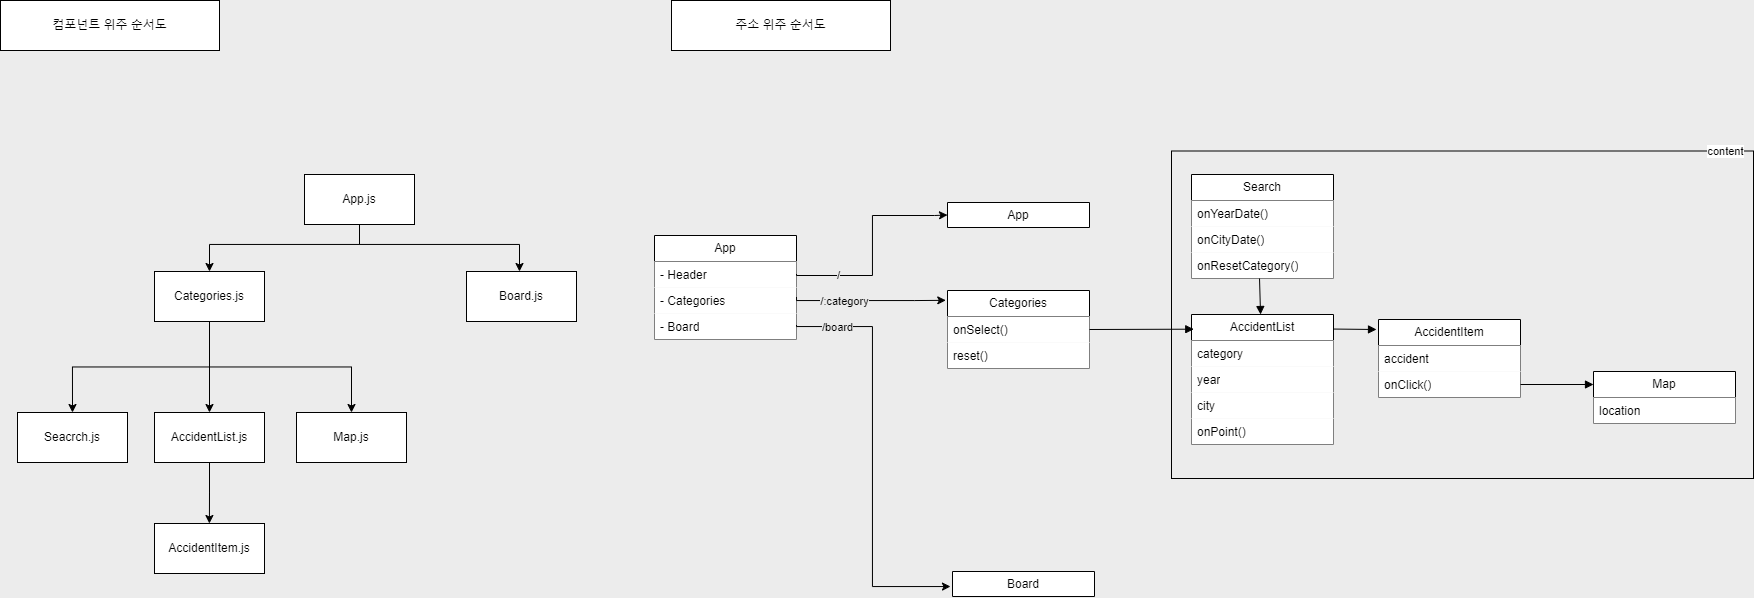 컴포넌트 위주 순서도
주소 위주 순서도
App.js
Categories.js
Board.js
Seacrch.js
AccidentList.js
Map.js
AccidentItem.js
App
- Header
- Categories
- Board
/
/:category
/board
App
Categories
onSelect()
reset()
Board
content
Search
onYearDate()
onCityDate()
onResetCategory()
AccidentList
category
year
city
onPoint()
AccidentItem
accident
onClick()
Map
location